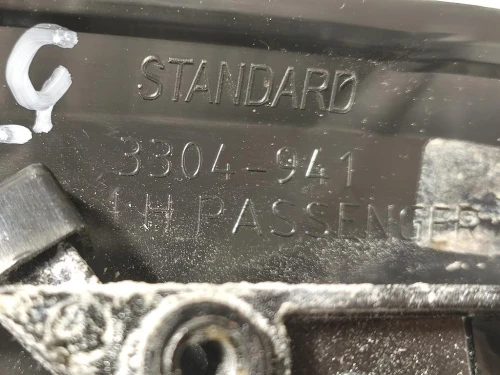 STANDARD
3304-941
LH PASSENGER